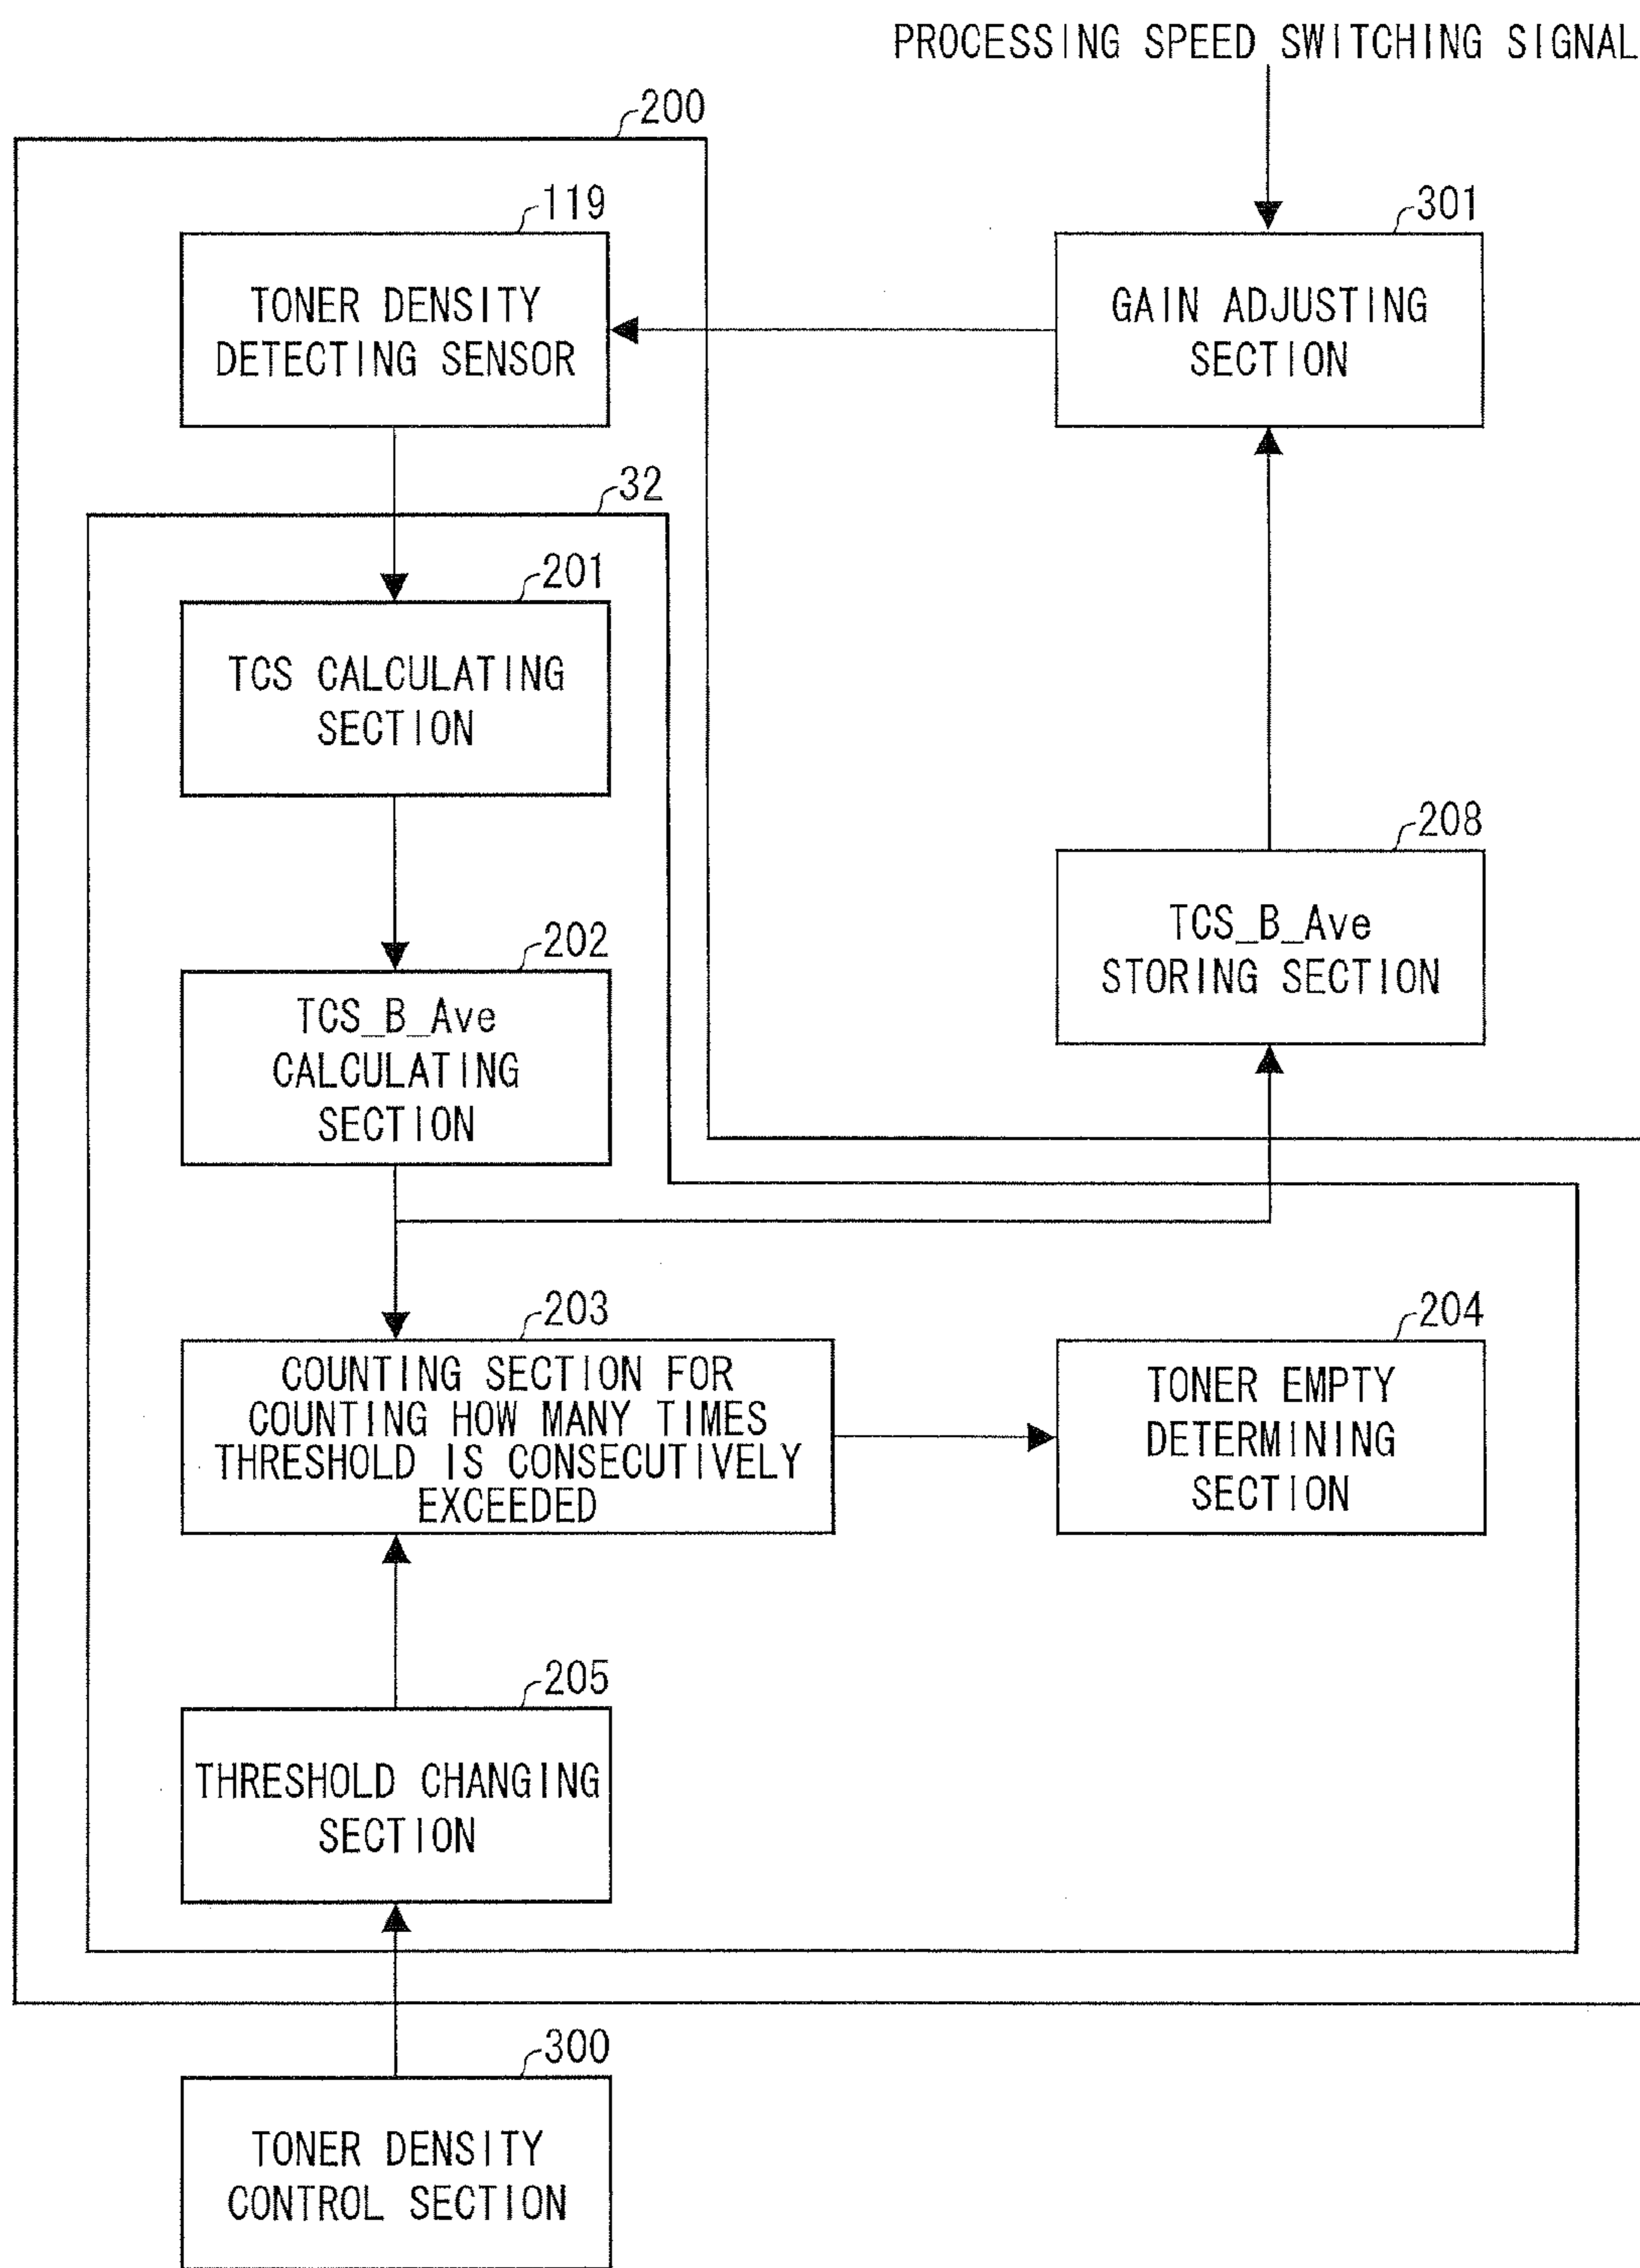 PROCESSING SPEED SWITCHING SIGNAL
200
119
TONER DENSITY
DETECTING SENSOR
301
GAIN ADJUSTING
SECTION
32
201
TCS CALCULATING
SECTION
208
TCS_B_Ave
STORING SECTION
202
TCS_B_Ave
CALCULATING
SECTION
203
COUNTING SECTION FOR
COUNTING HOW MANY TIMES
THRESHOLD IS CONSECUTIVELY
EXCEEDED
204
TONER EMPTY
DETERMINING
SECTION
205
THRESHOLD CHANGING
SECTION
300
TONER DENSITY
CONTROL SECTION